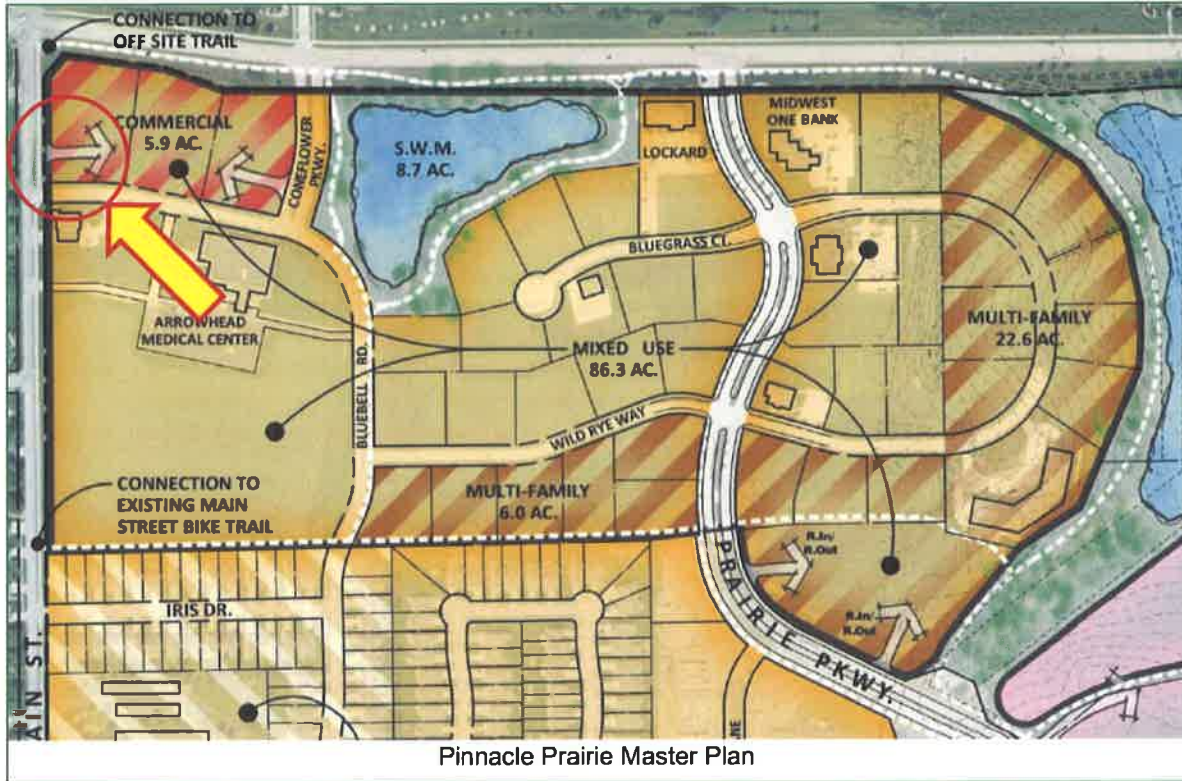 CONNECTION TO
OFF SITE TRAIL
COMMERCIAL
5.9 AC.
CONEFLOWER
PKWY.
S.W.M.
8.7 AC.
LOCKARD
MIDWEST
ONE BANK
BLUEGRASS CT.
ARROWHEAD
MEDICAL CENTER
BLUEBELL RD.
MIXED USE
86.3 AC.
MULTI-FAMILY
22.6 AC.
WILD RYE WAY
CONNECTION TO
EXISTING MAIN
STREET BIKE TRAIL
MULTI-FAMILY
6.0 AC.
R.In/
R.Out
R.In/
R.Out
IRIS DR.
PRAIRIE PKWY.
AIN ST.
NE
Pinnacle Prairie Master Plan